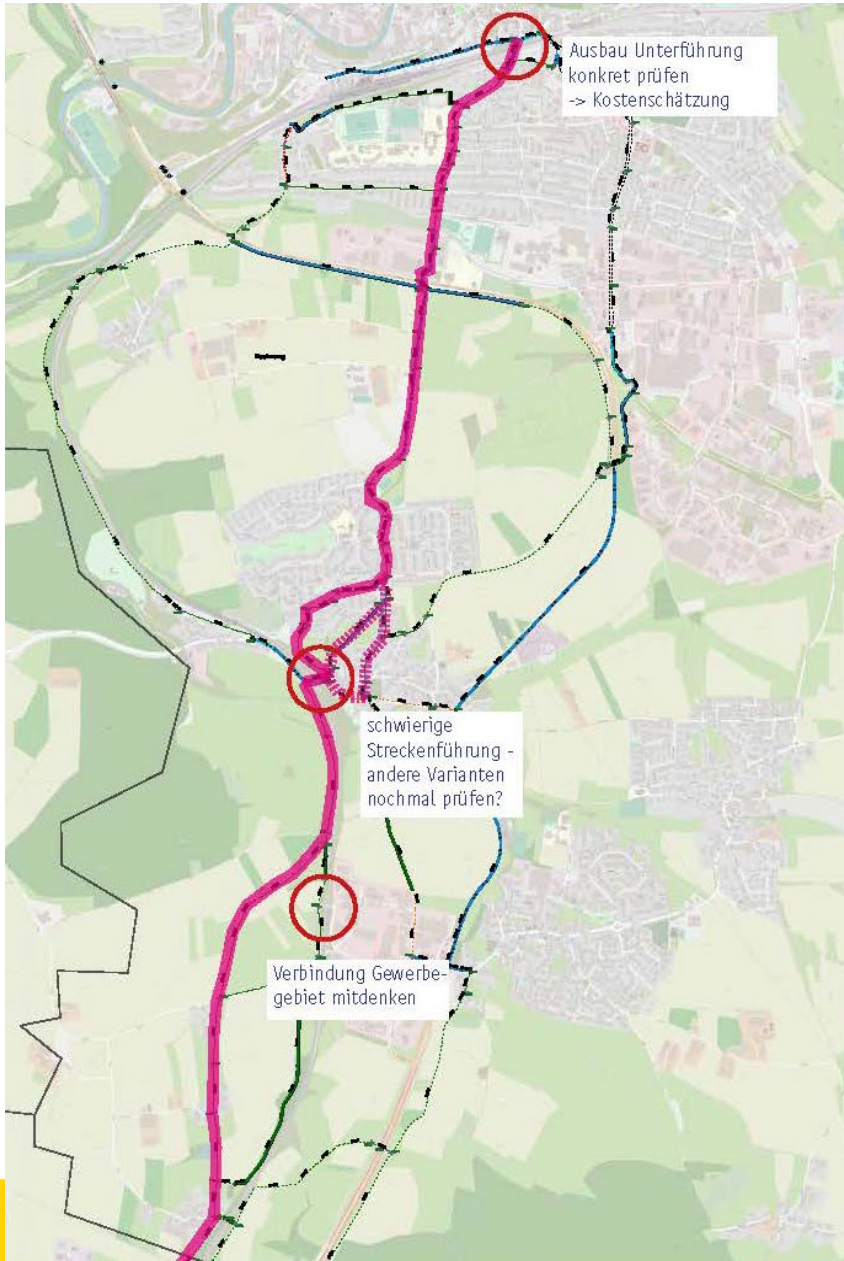 Ausbau Unterführung
konkret prüfen
-> Kostenschätzung
schwierige
Streckenführung -
andere Varianten
nochmal prüfen?
Verbindung Gewerbe-
gebiet mitdenken